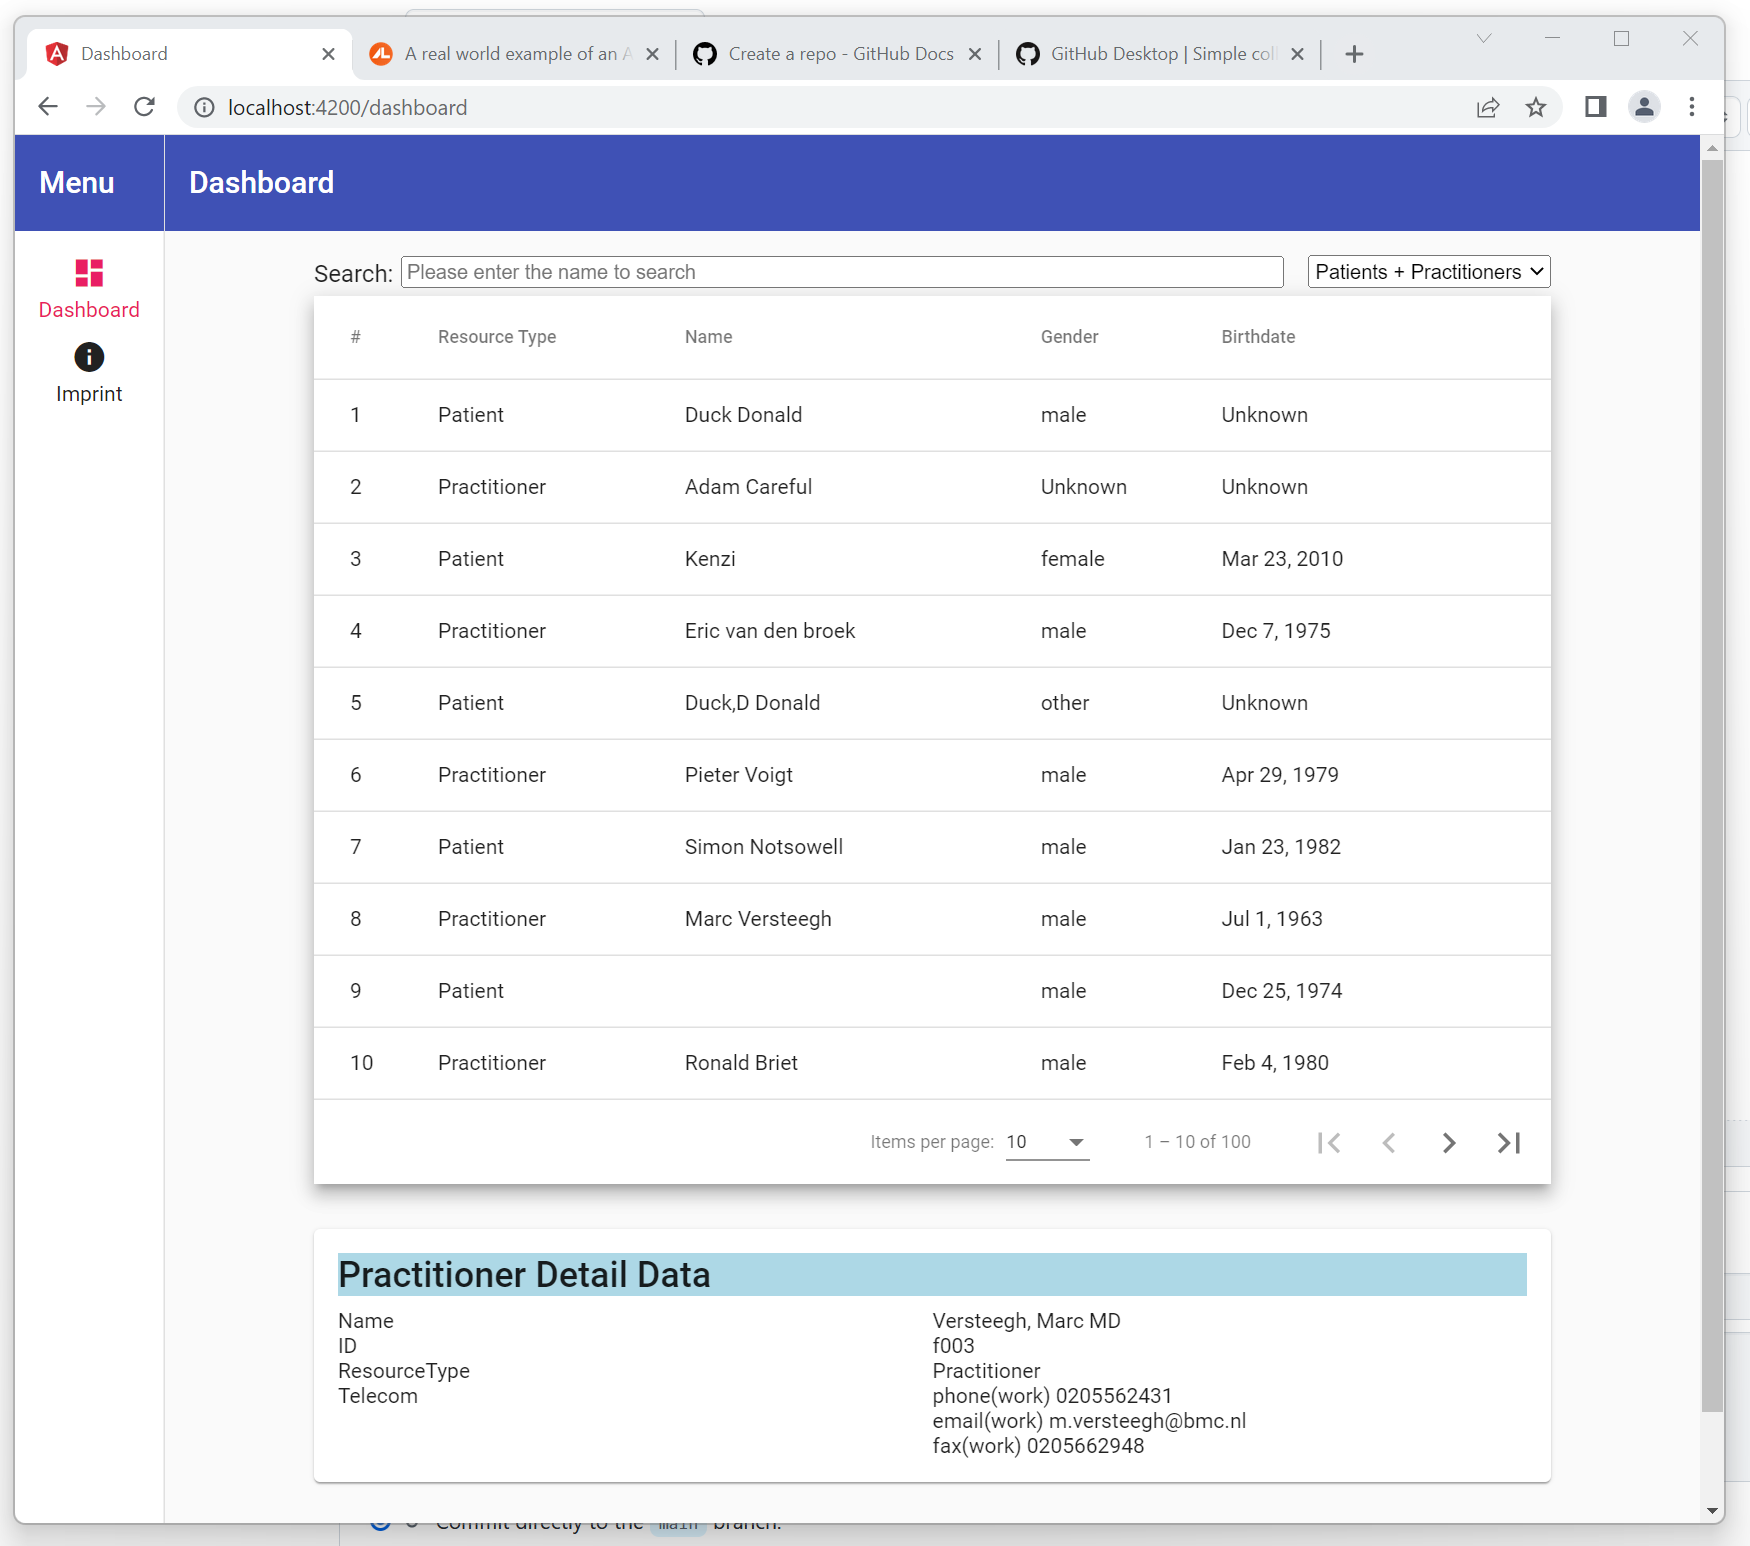 Dashboard
A real world example of an A
Create a repo - GitHub Docs
GitHub Desktop | Simple coll
localhost:4200/dashboard
Menu
Dashboard
Dashboard
Imprint
Search: Please enter the name to search Patients + Practitioners
# Resource Type Name Gender Birthdate
1 Patient Duck Donald male Unknown
2 Practitioner Adam Careful Unknown Unknown
3 Patient Kenzi female Mar 23, 2010
4 Practitioner Eric van den broek male Dec 7, 1975
5 Patient Duck,D Donald other Unknown
6 Practitioner Pieter Voigt male Apr 29, 1979
7 Patient Simon Notsowell male Jan 23, 1982
8 Practitioner Marc Versteegh male Jul 1, 1963
9 Patient male Dec 25, 1974
10 Practitioner Ronald Briet male Feb 4, 1980
Items per page: 10 1 – 10 of 100
Practitioner Detail Data
Name Versteegh, Marc MD
ID f003
ResourceType Practitioner
Telecom phone(work) 0205562431
email(work) m.versteegh@bmc.nl
fax(work) 0205662948
Commit directly to the main branch.